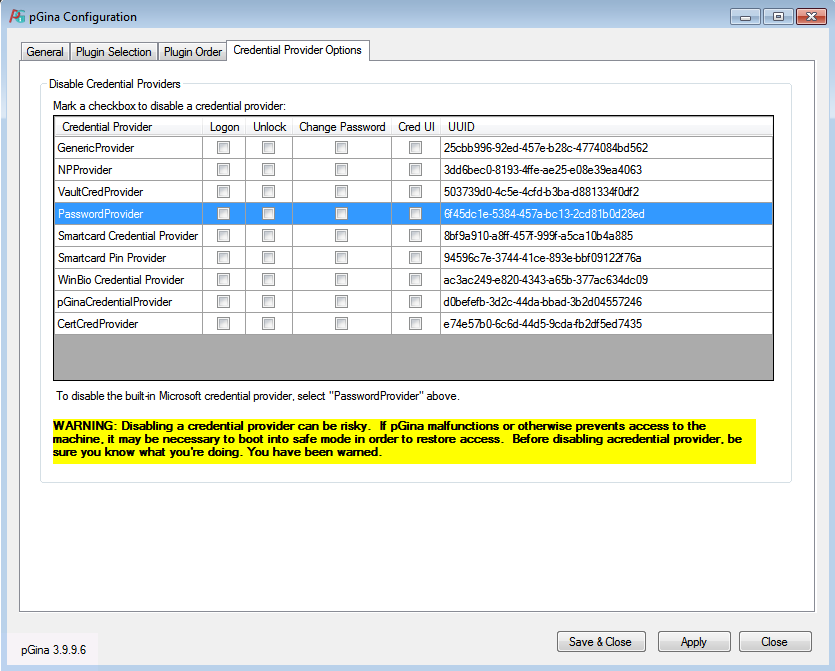 pGina Configuration
General Plugin Selection Plugin Order Credential Provider Options
Disable Credential Providers
Mark a checkbox to disable a credential provider:
Credential Provider Logon Unlock Change Password Cred UI UUID
GenericProvider 25cbb996-92ed-457e-b28c-4774084bd562
NPProvider 3dd6bec0-8193-4ffe-ae25-e08e39ea4063
VaultCredProvider 503739d0-4c5e-4cfd-b3ba-d881334f0df2
PasswordProvider 6f45dc1e-5384-457a-bc13-2cd81b0d28ed
Smartcard Credential Provider 8bf9a910-a8ff-457f-999f-a5ca10b4a885
Smartcard Pin Provider 94596c7e-3744-41ce-893e-bbf09122f76a
WinBio Credential Provider ac3ac249-e820-4343-a65b-377ac634dc09
pGinaCredentialProvider d0befefb-3d2c-44da-bbad-3b2d04557246
CertCredProvider e74e57b0-6c6d-44d5-9cda-fb2df5ed7435
To disable the built-in Microsoft credential provider, select "PasswordProvider" above.
WARNING: Disabling a credential provider can be risky. If pGina malfunctions or otherwise prevents access to the
machine, it may be necessary to boot into safe mode in order to restore access. Before disabling acredential provider, be
sure you know what you're doing. You have been warned.
Save & Close Apply Close
pGina 3.9.9.6